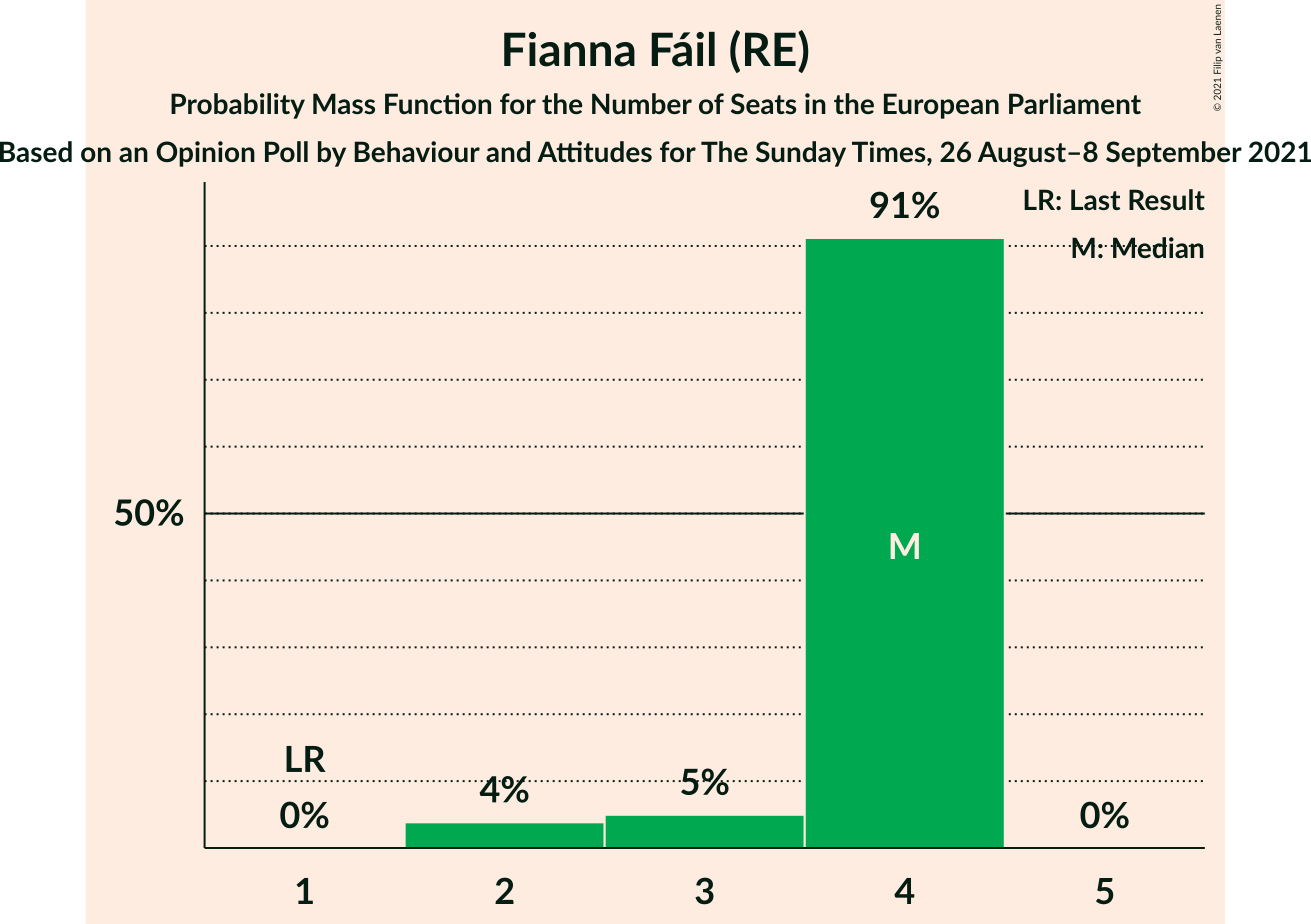 Fianna Fáil (RE)
Probability Mass Function for the Number of Seats in the European Parliament
Based on an Opinion Poll by Behaviour and Attitudes for The Sunday Times, 26 August–8 September 2021
© 2021 Filip van Laenen
LR: Last Result
M: Median
91%
50%
M
LR
0%
4%
5%
0%
1 2 3 4 5